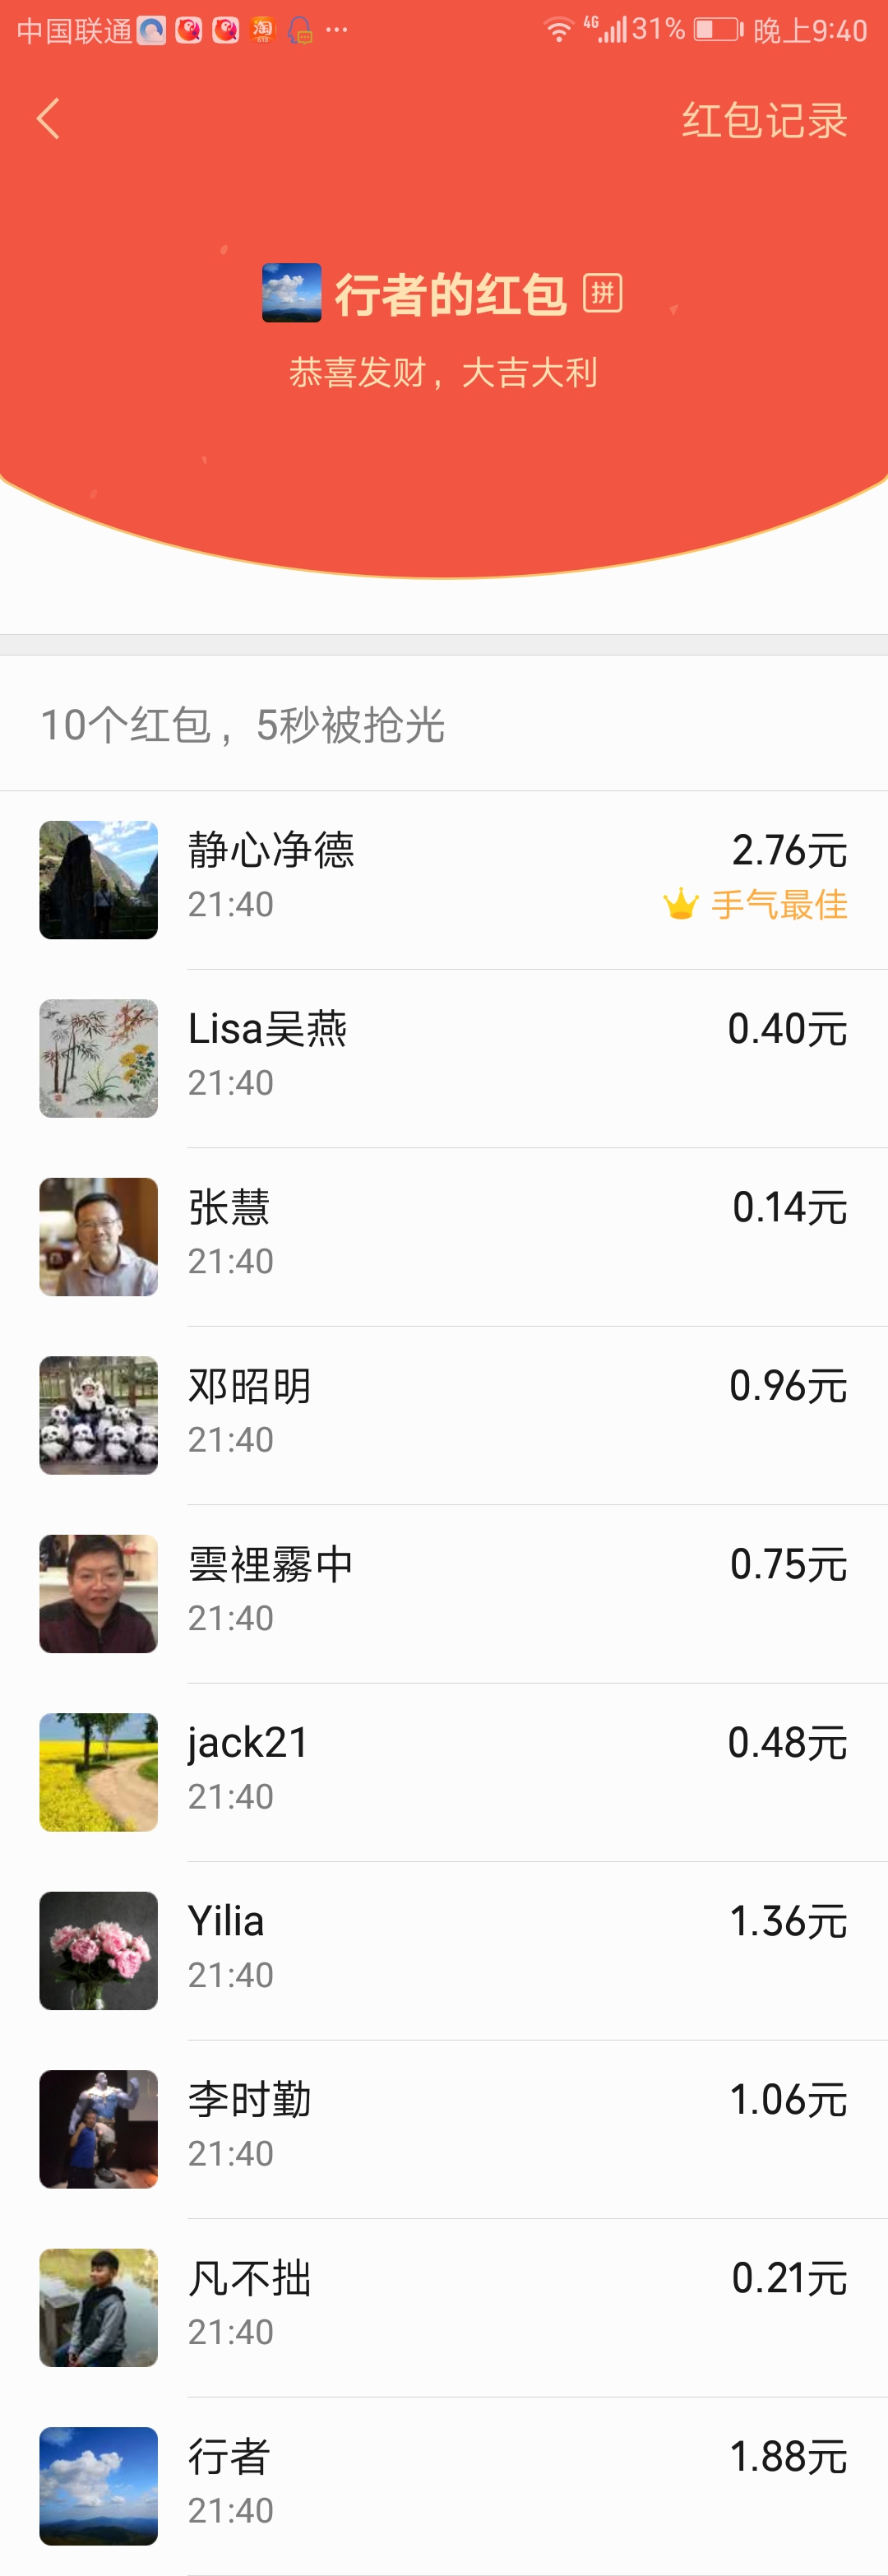 中国联通 淘 4G 31% 晚上9:40
红包记录
行者的红包 拼
恭喜发财，大吉大利
10个红包，5秒被抢光
静心净德 2.76元
21:40 手气最佳
Lisa吴燕 0.40元
21:40
张慧 0.14元
21:40
邓昭明 0.96元
21:40
雲裡霧中 0.75元
21:40
jack21 0.48元
21:40
Yilia 1.36元
21:40
李时勤 1.06元
21:40
凡不拙 0.21元
21:40
行者 1.88元
21:40